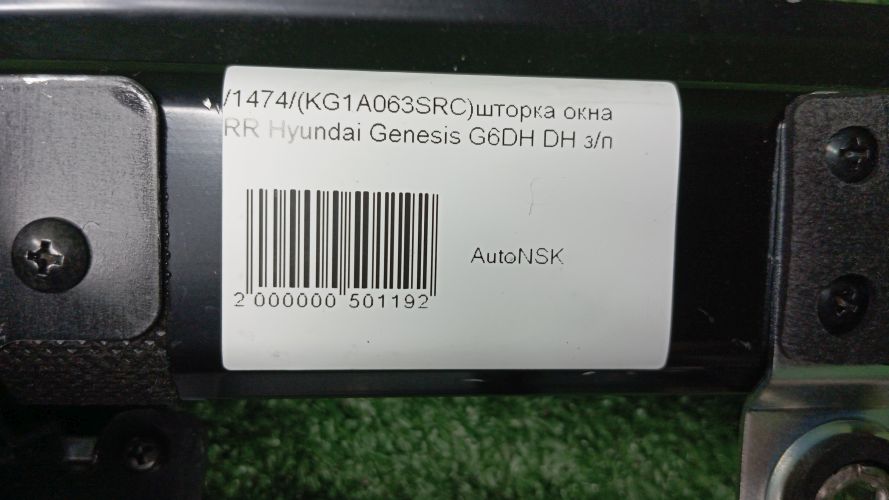 /1474/(KG1A063SRC)шторка окна
RR Hyundai Genesis G6DH DH з/п
AutoNSK
2 000000 501192